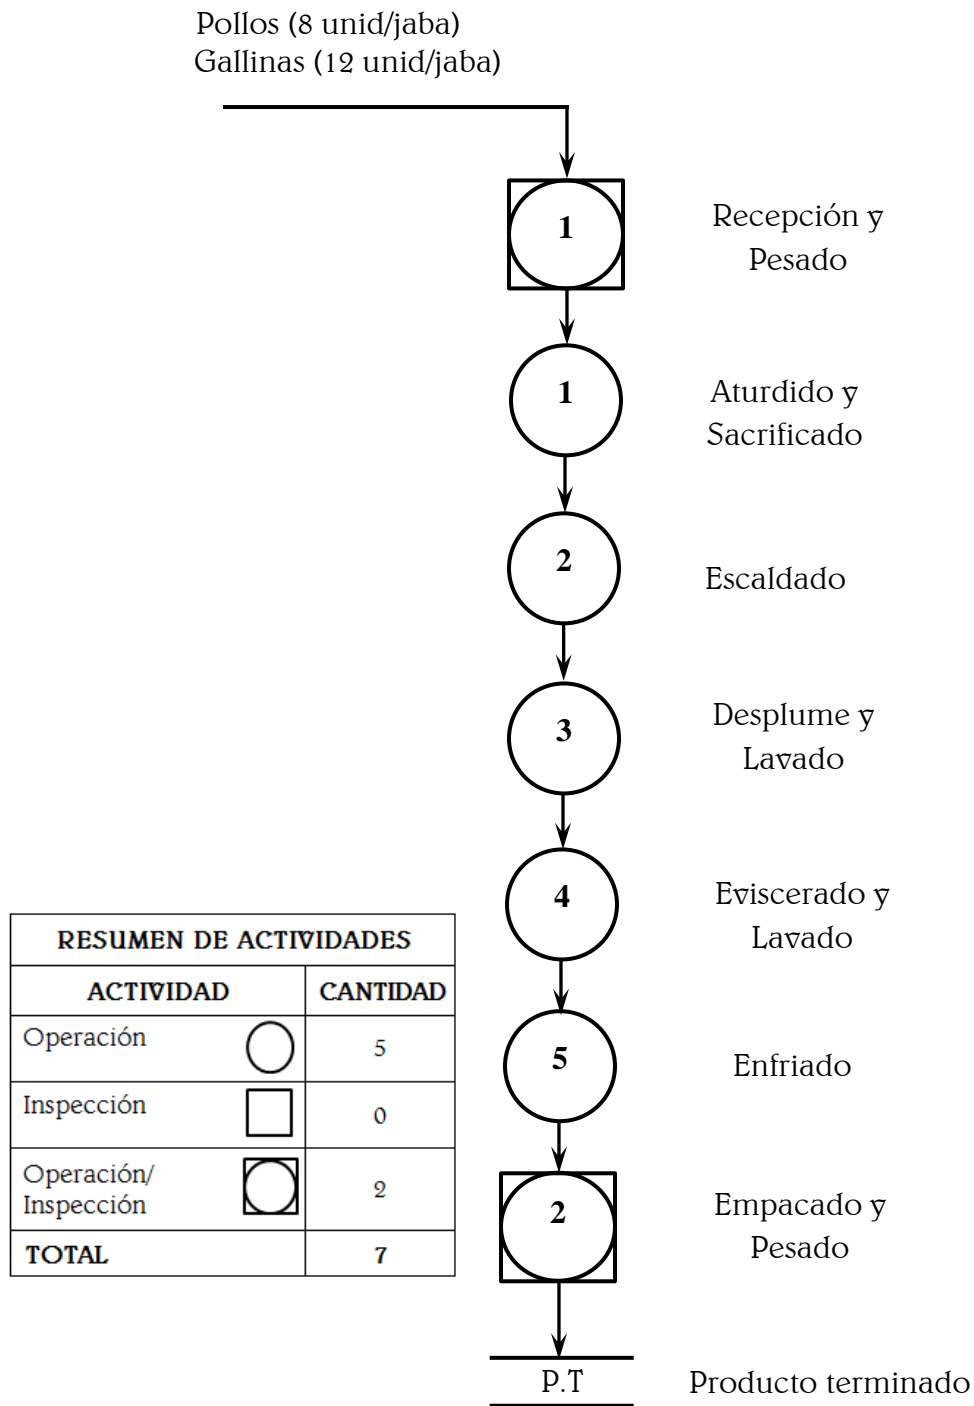 Pollos (8 unid/jaba)
Gallinas (12 unid/jaba)
1
Recepción y
Pesado
1
Aturdido y
Sacrificado
2
Escaldado
3
Desplume y
Lavado
4
Eviscerado y
Lavado
5
Enfriado
2
Empacado y
Pesado
P.T
Producto terminado
RESUMEN DE ACTIVIDADES
ACTIVIDAD CANTIDAD
Operación 5
Inspección 0
Operación/
Inspección 2
TOTAL 7